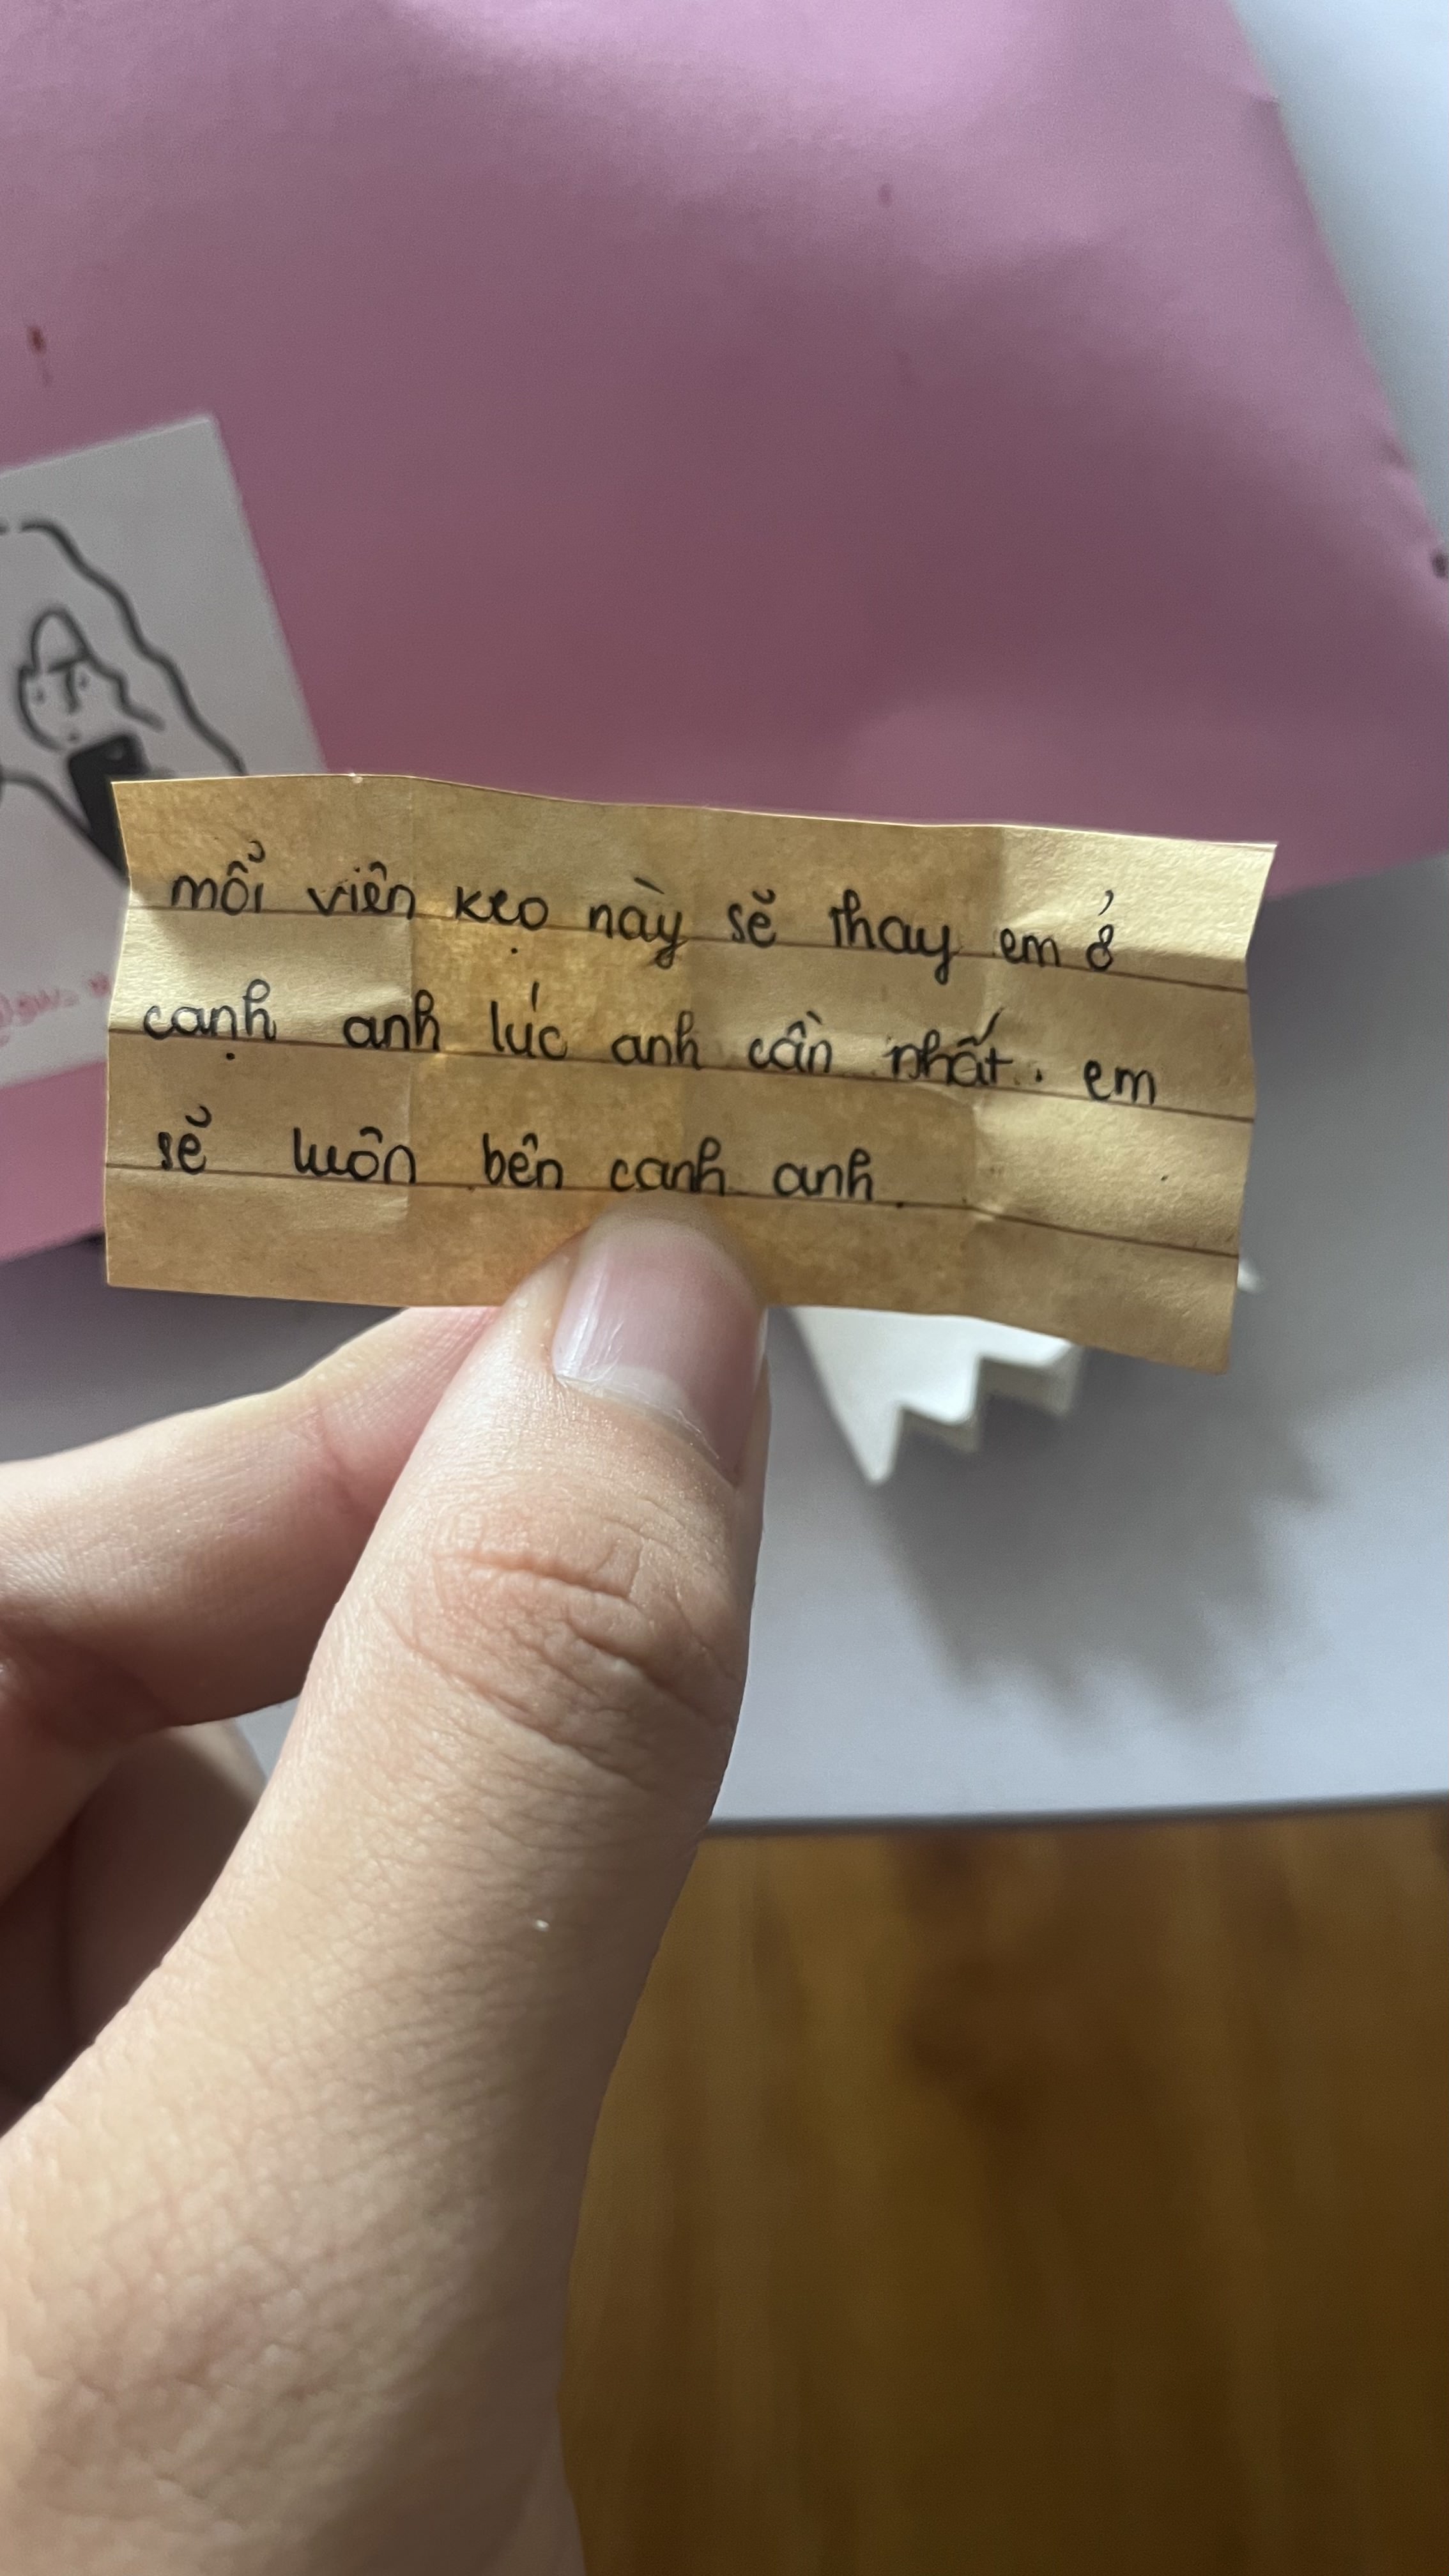 mỗi viên kẹo này sẽ thay em ở
cạnh anh lúc anh cần nhất. em
sẽ luôn bên cạnh anh.